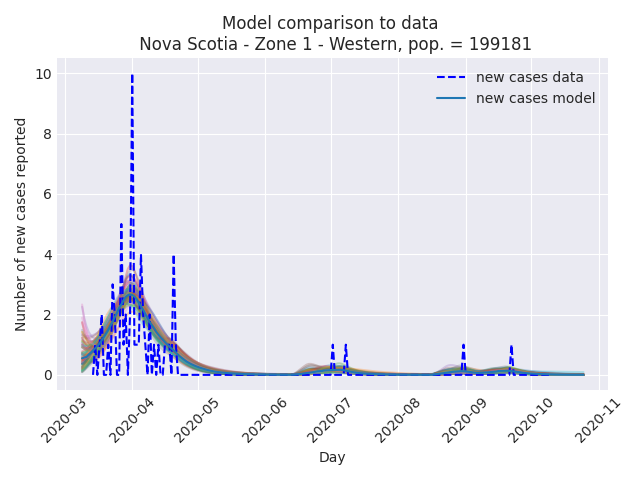 Model comparison to data
Nova Scotia - Zone 1 - Western, pop. = 199181
new cases data
new cases model
Number of new cases reported
10
8
6
4
2
0
2020-03
2020-04
2020-05
2020-06
2020-07
2020-08
2020-09
2020-10
2020-11
Day